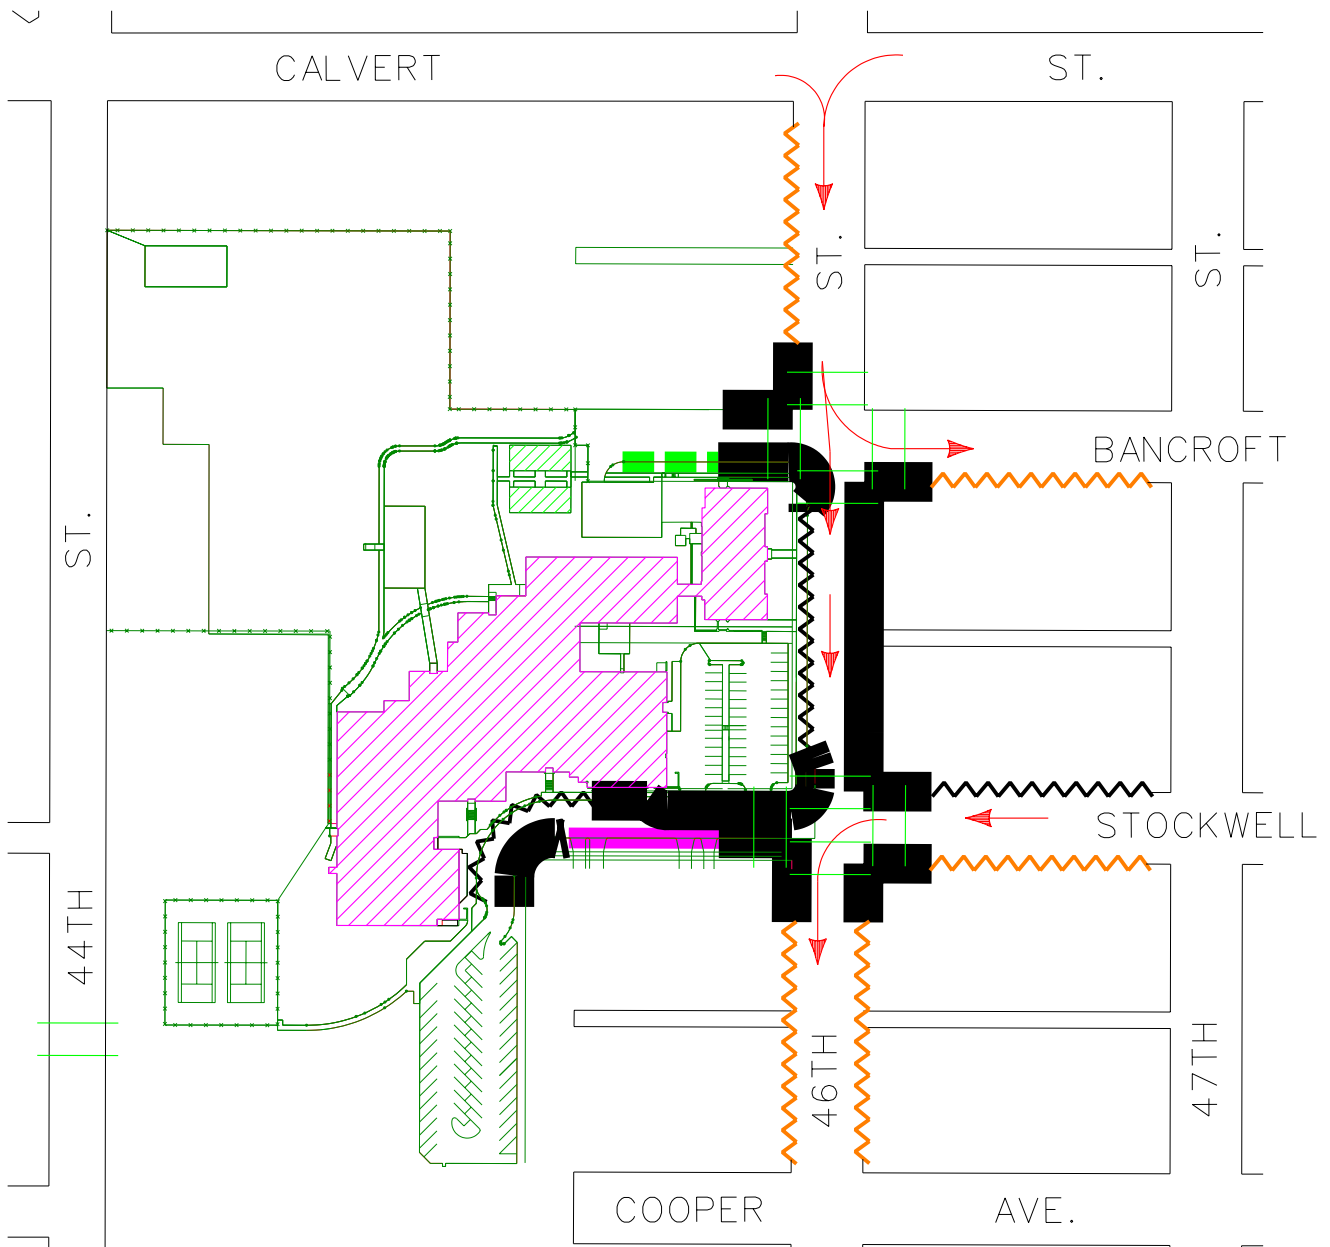 CALVERT ST.
ST.
ST.
BANCROFT
ST.
STOCKWELL
44TH
46TH
47TH
COOPER AVE.